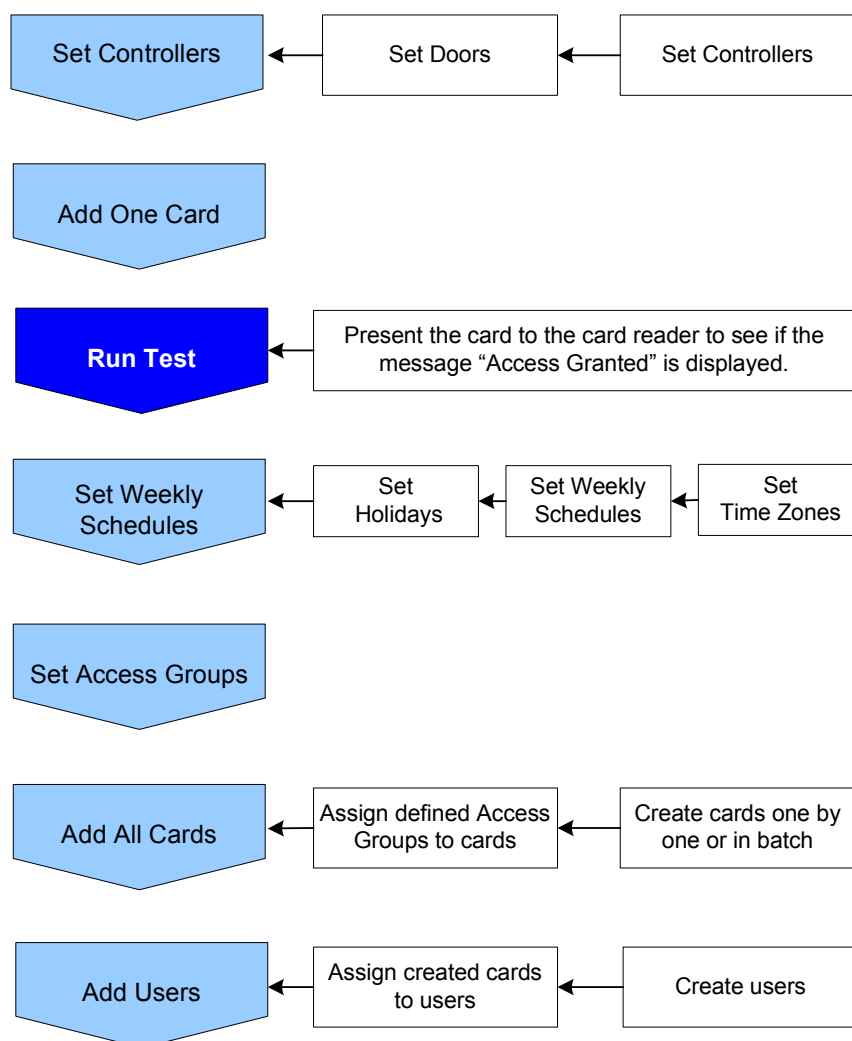 Set Controllers
Set Doors
Set Controllers
Add One Card
Run Test
Present the card to the card reader to see if the
message “Access Granted” is displayed.
Set Weekly
Schedules
Set
Holidays
Set Weekly
Schedules
Set
Time Zones
Set Access Groups
Add All Cards
Assign defined Access
Groups to cards
Create cards one by
one or in batch
Add Users
Assign created cards
to users
Create users